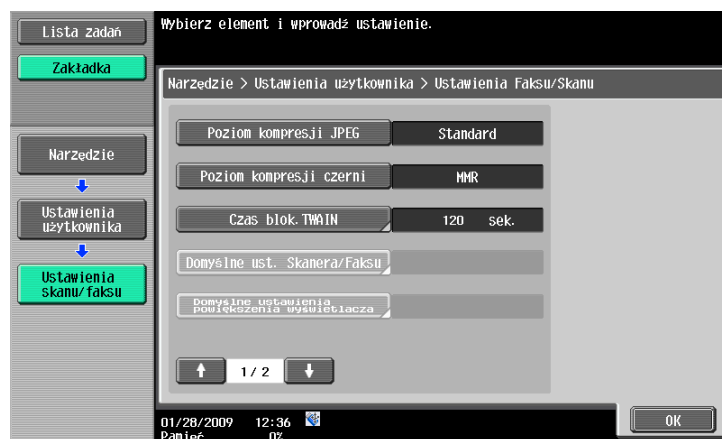 Lista zadań
Wybierz element i wprowadź ustawienie.
Zakładka
Narzędzie > Ustawienia użytkownika > Ustawienia Faksu/Skanu
Poziom kompresji JPEG
Standard
Narzędzie
Poziom kompresji czerni
MMR
Ustawienia
użytkownika
Czas blok.TWAIN
120 sek.
Domyślne ust. Skanera/Faksu
Ustawienia
skanu/faksu
Domyślne ustawienia
powiększenia wyświetlacza
1/ 2
OK
01/28/2009 12:36
Pamięć 0%